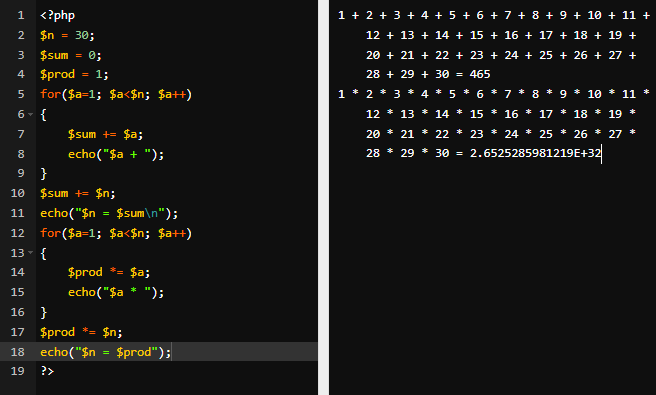 1 <?php
2 $n = 30;
3 $sum = 0;
4 $prod = 1;
5 for($a=1; $a<$n; $a++)
6 {
7 $sum += $a;
8 echo("$a + ");
9 }
10 $sum += $n;
11 echo("$n = $sum\n");
12 for($a=1; $a<$n; $a++)
13 {
14 $prod *= $a;
15 echo("$a * ");
16 }
17 $prod *= $n;
18 echo("$n = $prod");
19 ?>
1 + 2 + 3 + 4 + 5 + 6 + 7 + 8 + 9 + 10 + 11 +
12 + 13 + 14 + 15 + 16 + 17 + 18 + 19 +
20 + 21 + 22 + 23 + 24 + 25 + 26 + 27 +
28 + 29 + 30 = 465
1 * 2 * 3 * 4 * 5 * 6 * 7 * 8 * 9 * 10 * 11 *
12 * 13 * 14 * 15 * 16 * 17 * 18 * 19 *
20 * 21 * 22 * 23 * 24 * 25 * 26 * 27 *
28 * 29 * 30 = 2.6525285981219E+32